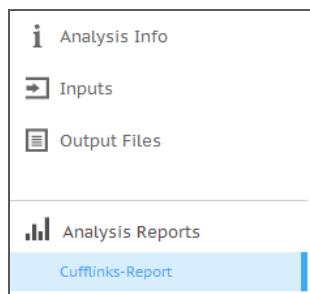 Analysis Info
Inputs
Output Files
Analysis Reports
Cufflinks-Report